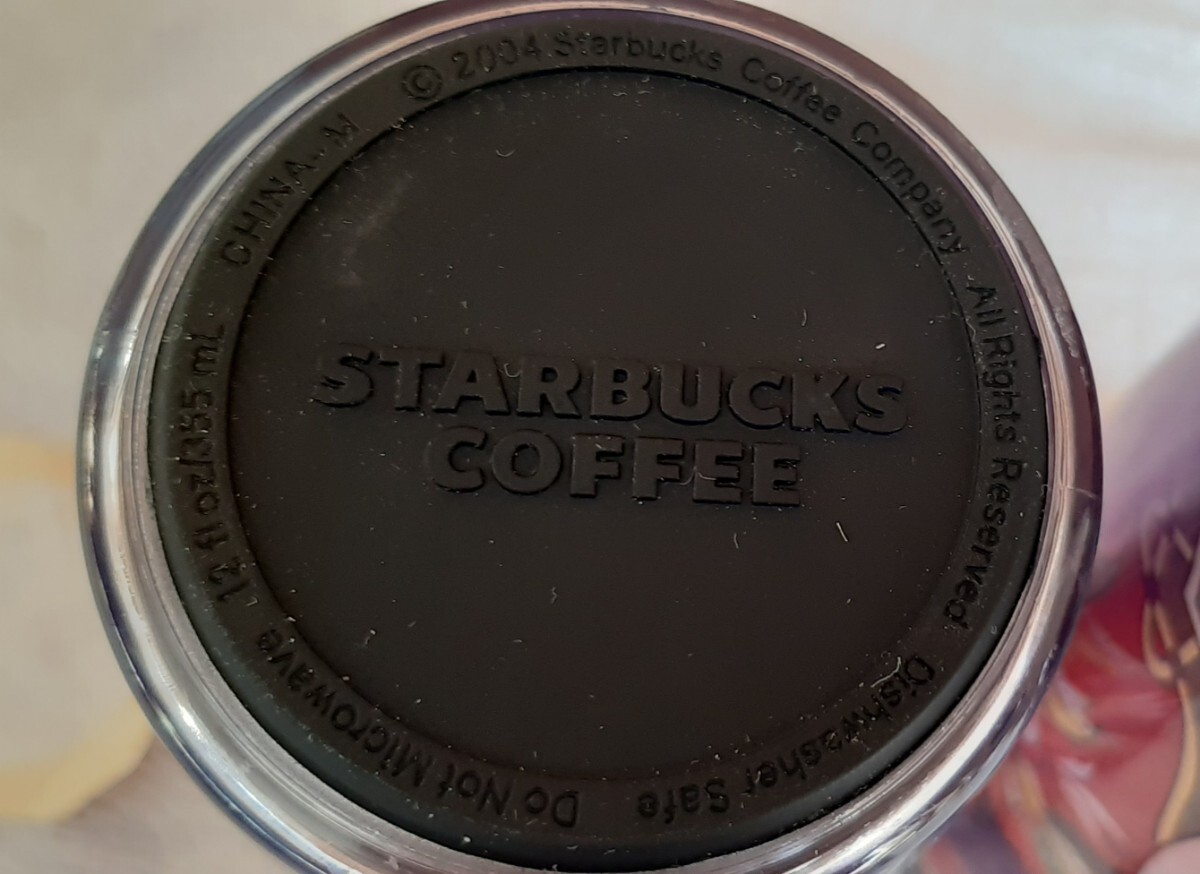 STARBUCKS
COFFEE
© 2004 Starbucks Coffee Company All Rights Reserved Dishwasher Safe Do Not Microwave 12 fl oz/355 mL CHINA - M